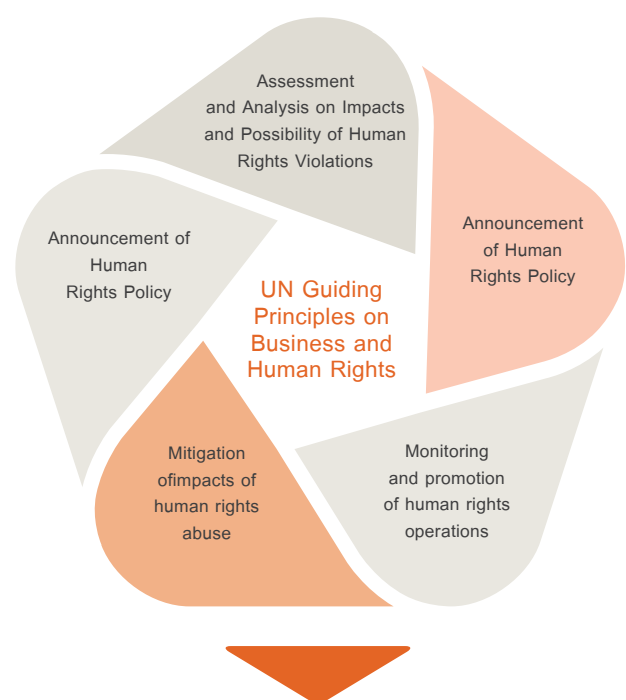 Assessment
and Analysis on Impacts
and Possibility of Human
Rights Violations
Announcement
of Human
Rights Policy
Announcement of
Human
Rights Policy
UN Guiding
Principles on
Business and
Human Rights
Mitigation
ofimpacts of
human rights
abuse
Monitoring
and promotion
of human rights
operations